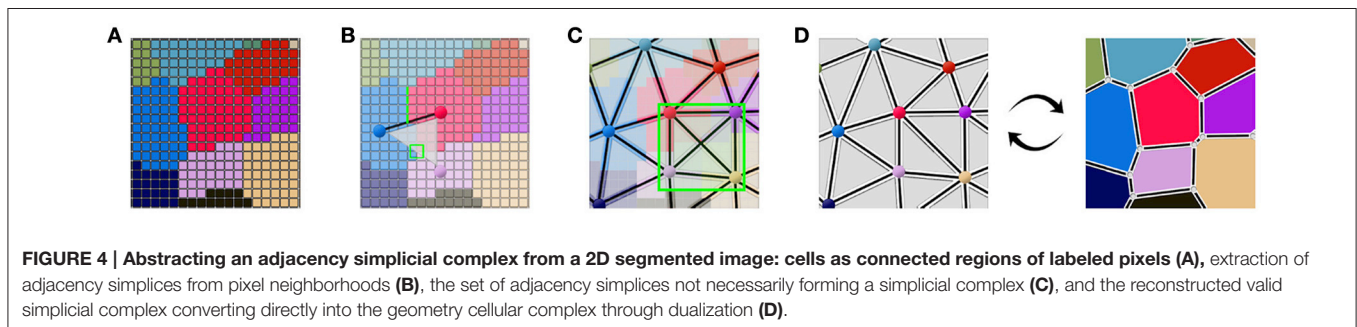 A B C D
FIGURE 4 | Abstracting an adjacency simplicial complex from a 2D segmented image: cells as connected regions of labeled pixels (A), extraction of
adjacency simplices from pixel neighborhoods (B), the set of adjacency simplices not necessarily forming a simplicial complex (C), and the reconstructed valid
simplicial complex converting directly into the geometry cellular complex through dualization (D).